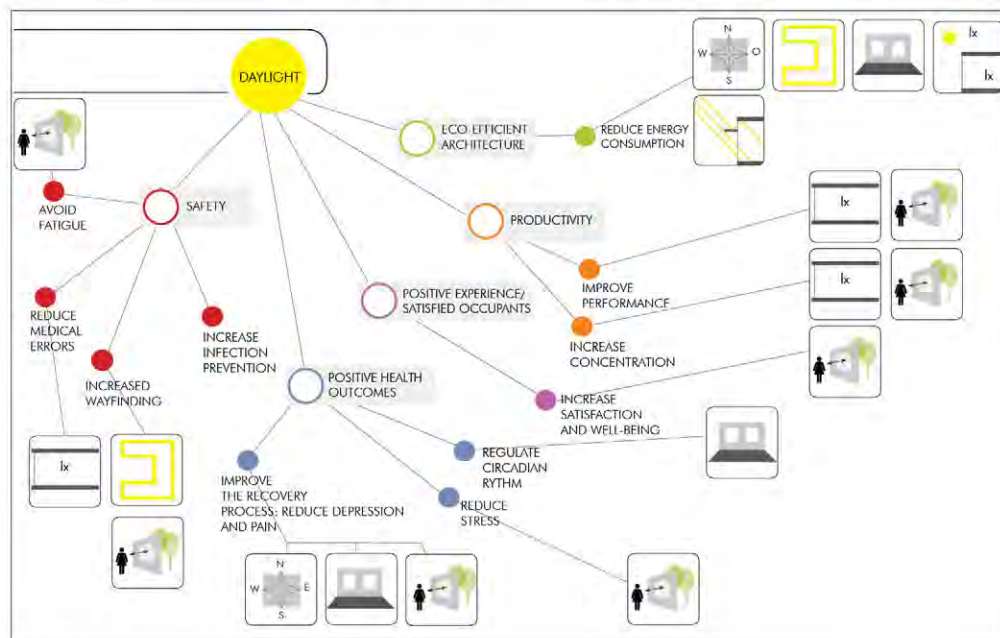 DAYLIGHT
N
W
O
S
lx
lx
ECO EFFICIENT
ARCHITECTURE
REDUCE ENERGY
CONSUMPTION
AVOID
FATIGUE
SAFETY
PRODUCTIVITY
lx
IMPROVE
PERFORMANCE
lx
INCREASE
CONCENTRATION
POSITIVE EXPERIENCE/
SATISFIED OCCUPANTS
INCREASE
SATISFACTION
AND WELL-BEING
REDUCE
MEDICAL
ERRORS
INCREASED
WAYFINDING
INCREASE
INFECTION
PREVENTION
lx
POSITIVE HEALTH
OUTCOMES
REGULATE
CIRCADIAN
RYTHM
REDUCE
STRESS
IMPROVE
THE RECOVERY
PROCESS: REDUCE DEPRESSION
AND PAIN
N
W
E
S